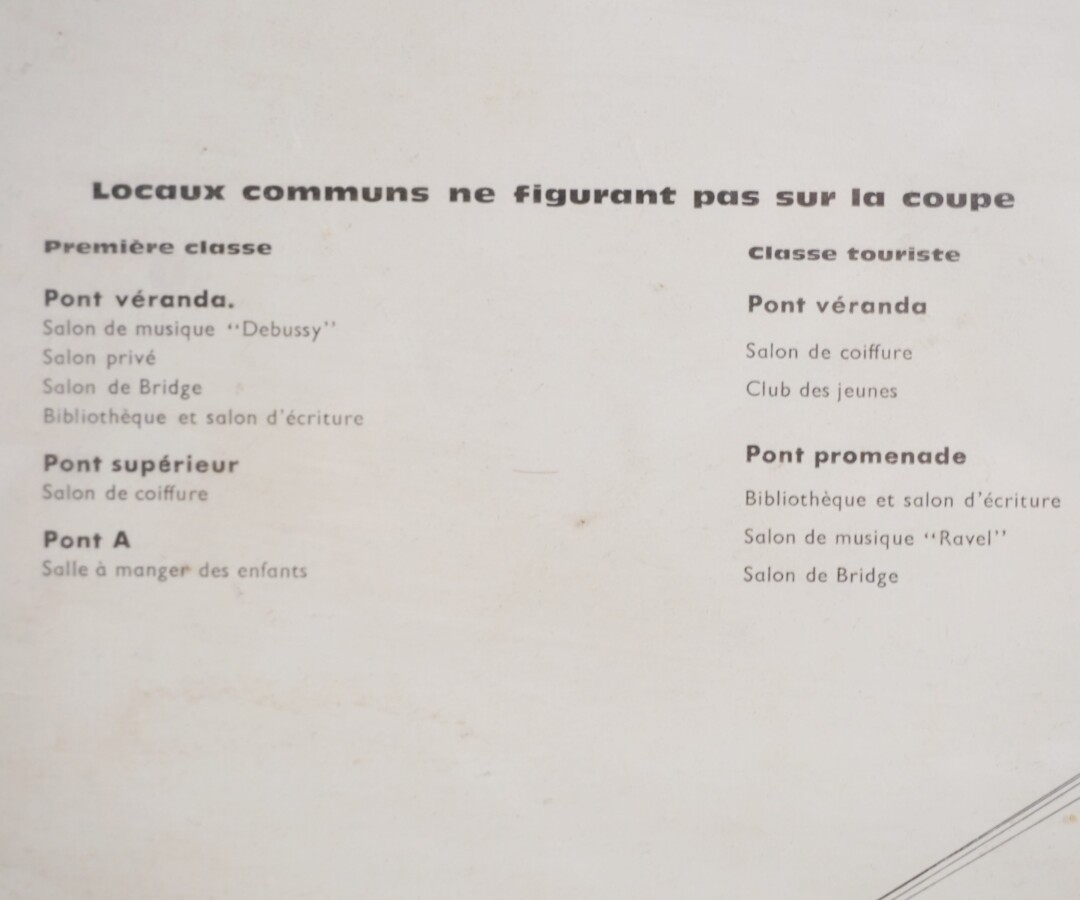 Locaux communs ne figurant pas sur la coupe
Première classe
Pont véranda.
Salon de musique “Debussy”
Salon privé
Salon de Bridge
Bibliothèque et salon d'écriture
Pont supérieur
Salon de coiffure
Pont A
Salle à manger des enfants
Classe touriste
Pont véranda
Salon de coiffure
Club des jeunes
Pont promenade
Bibliothèque et salon d'écriture
Salon de musique “Ravel”
Salon de Bridge